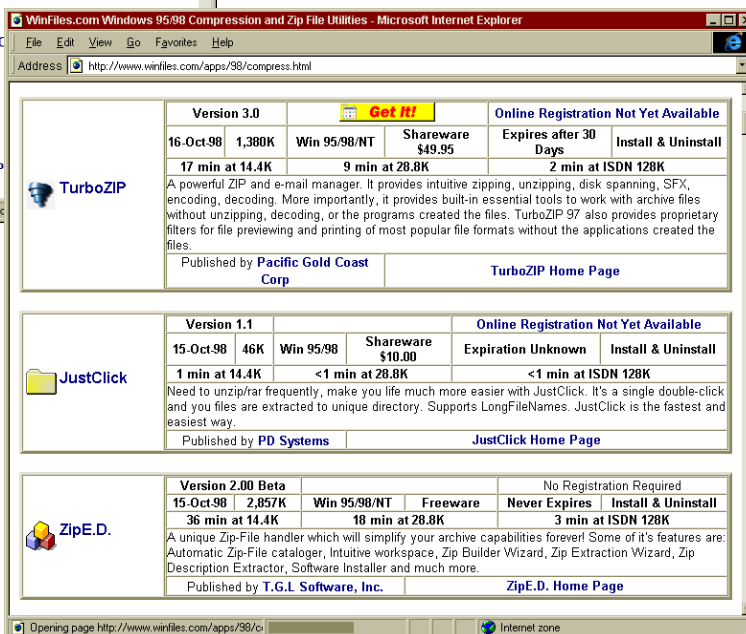 WinFiles.com Windows 95/98 Compression and Zip File Utilities - Microsoft Internet Explorer
File Edit View Go Favorites Help
Address http://www.winfiles.com/apps/98/compress.html
TurboZIP
Version 3.0 Get It! Online Registration Not Yet Available
16-Oct-98 1,380K Win 95/98/NT Shareware $49.95 Expires after 30 Days Install & Uninstall
17 min at 14.4K 9 min at 28.8K 2 min at ISDN 128K
A powerful ZIP and e-mail manager. It provides intuitive zipping, unzipping, disk spanning, SFX,
encoding, decoding. More importantly, it provides built-in essential tools to work with archive files
without unzipping, decoding, or the programs created the files. TurboZIP 97 also provides proprietary
filters for file previewing and printing of most popular file formats without the applications created the
files.
Published by Pacific Gold Coast Corp TurboZIP Home Page
JustClick
Version 1.1 Online Registration Not Yet Available
15-Oct-98 46K Win 95/98 Shareware $10.00 Expiration Unknown Install & Uninstall
1 min at 14.4K <1 min at 28.8K <1 min at ISDN 128K
Need to unzip/rar frequently, make you life much more easier with JustClick. It's a single double-click
and you files are extracted to unique directory. Supports LongFileNames. JustClick is the fastest and
easiest way.
Published by PD Systems JustClick Home Page
ZipE.D.
Version 2.00 Beta No Registration Required
15-Oct-98 2,857K Win 95/98/NT Freeware Never Expires Install & Uninstall
36 min at 14.4K 18 min at 28.8K 3 min at ISDN 128K
A unique Zip-File handler which will simplify your archive capabilities forever! Some of it's features are:
Automatic Zip-File cataloger, Intuitive workspace, Zip Builder Wizard, Zip Extraction Wizard, Zip
Description Extractor, Software Installer and much more.
Published by T.G.L Software, Inc. ZipE.D. Home Page
Opening page http://www.winfiles.com/apps/98/c Internet zone